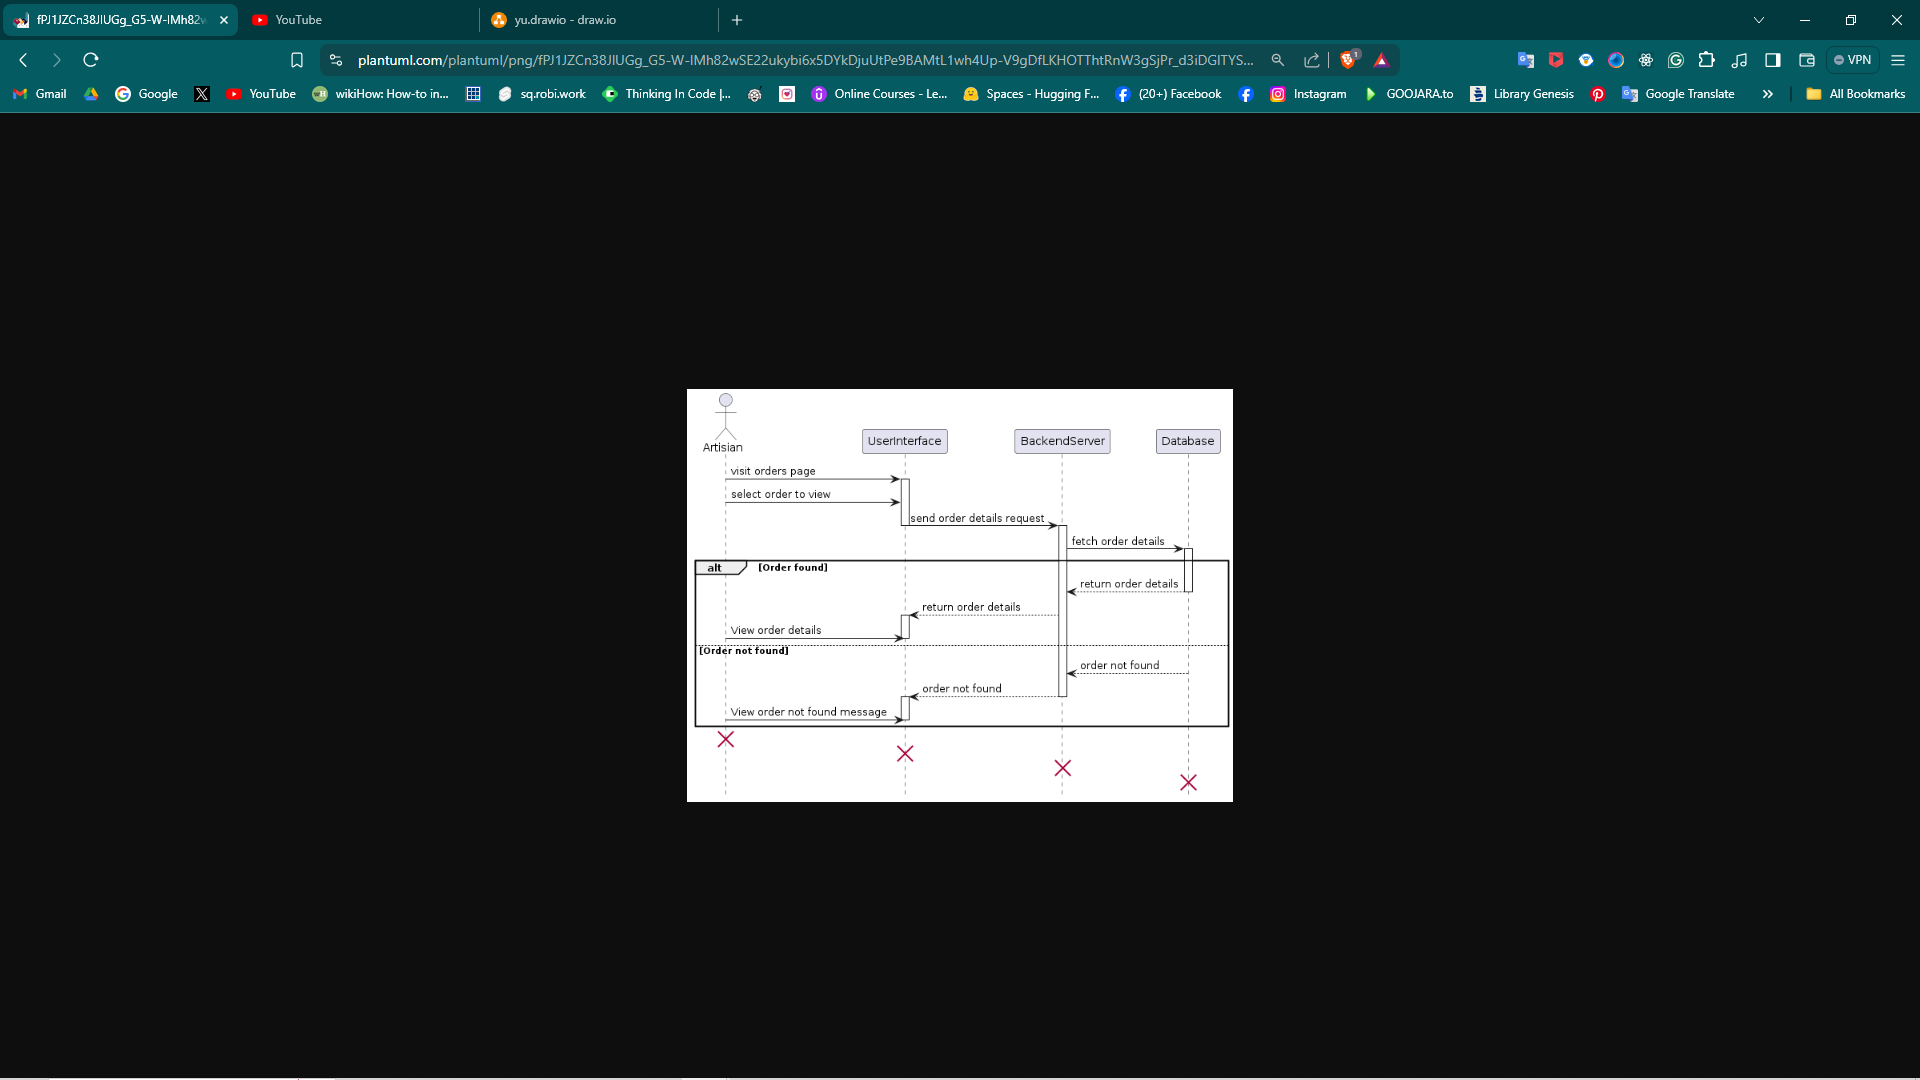 fPJ1JZCn38JlUGg_G5-W-IMh82w
YouTube
yu.drawio - draw.io
plantuml.com/plantuml/png/fPJ1JZCn38JlUGg_G5-W-IMh82wSE22ukybi6x5DYkDjuUtPe9BAMtL1wh4Up-V9gDfLKHOTThtRnW3gSjPr_d3iDGITYS...
1
VPN
Gmail
Google
YouTube
wikiHow: How-to in...
sq.robi.work
Thinking In Code |...
Online Courses - Le...
Spaces - Hugging F...
(20+) Facebook
Instagram
GOOJARA.to
Library Genesis
Google Translate
All Bookmarks
Artisian
UserInterface
BackendServer
Database
visit orders page
select order to view
send order details request
fetch order details
alt
[Order found]
return order details
return order details
View order details
[Order not found]
order not found
order not found
View order not found message